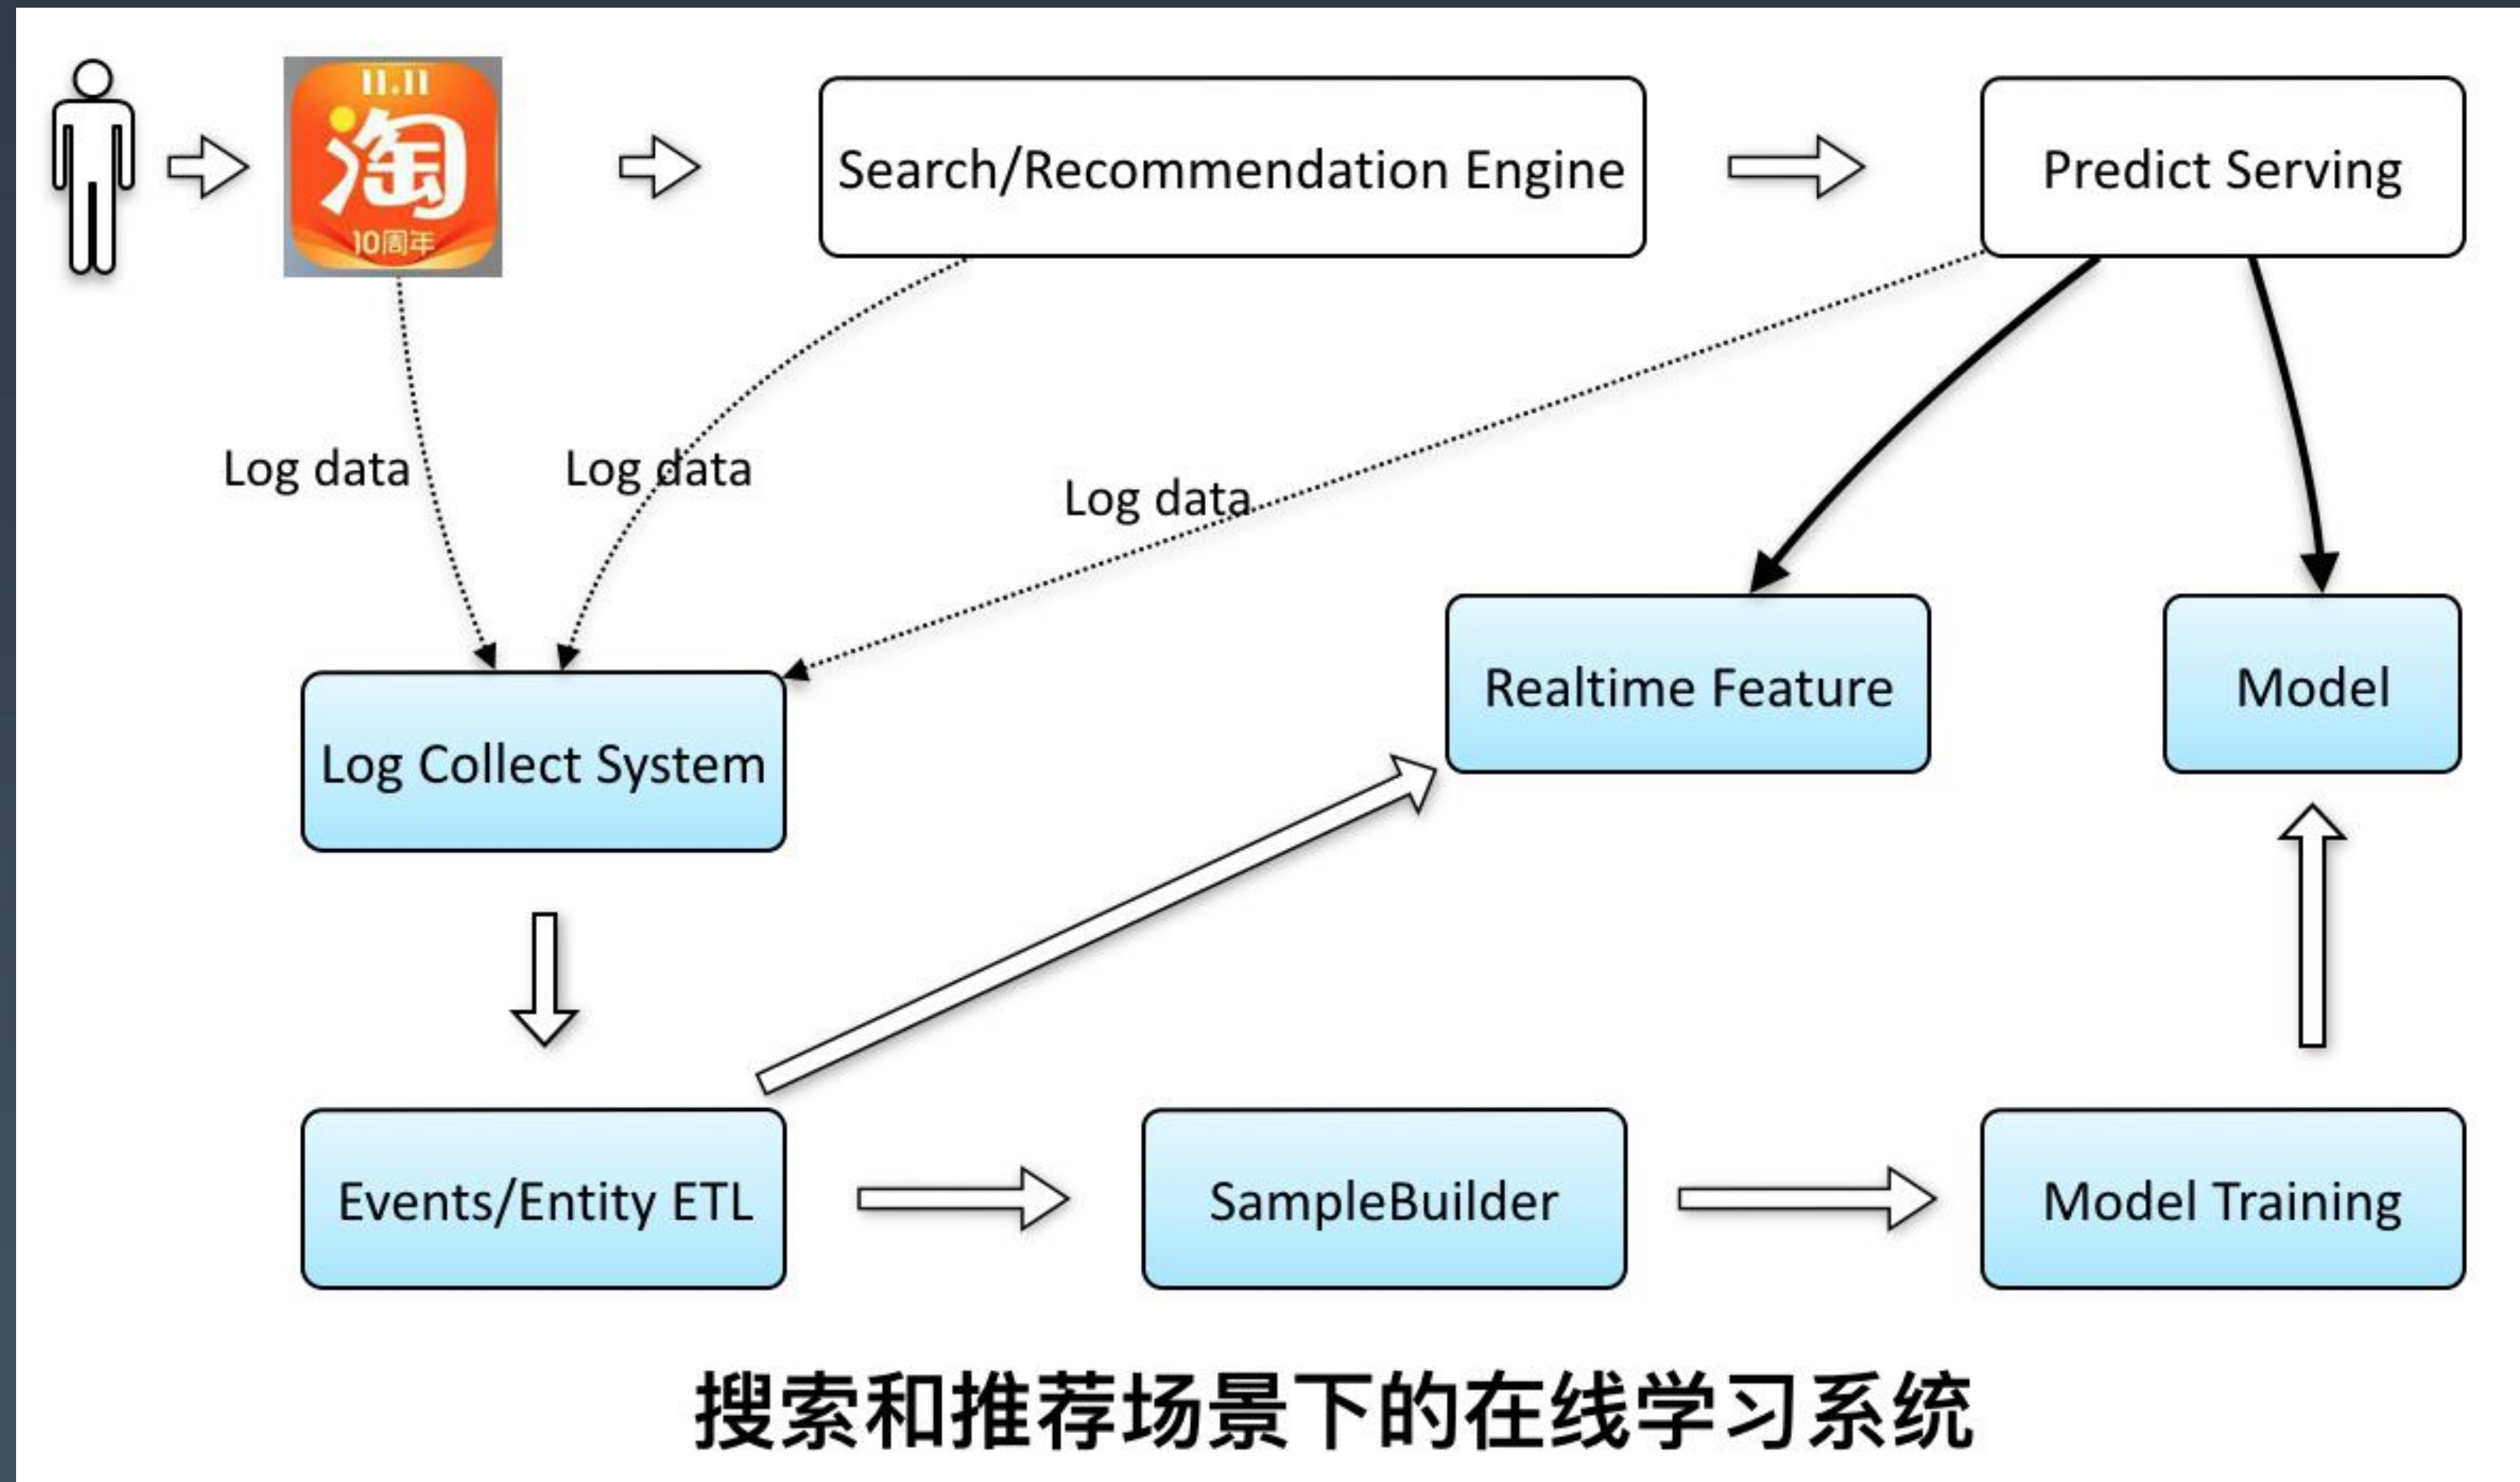 11.11
淘
10周年
Search/Recommendation Engine
Predict Serving
Log data
Log data
Log data
Realtime Feature
Model
Log Collect System
Events/Entity ETL
SampleBuilder
Model Training
搜索和推荐场景下的在线学习系统